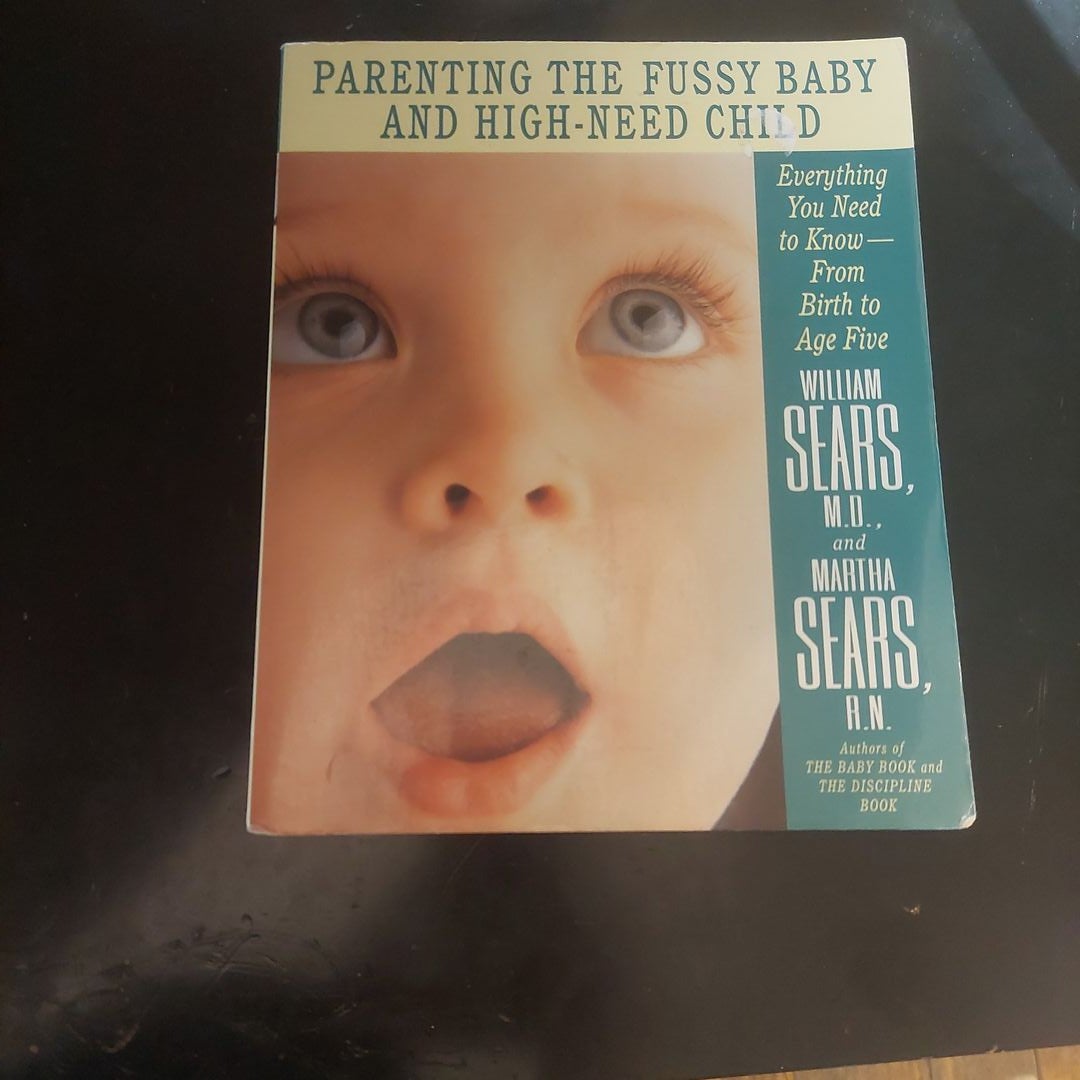 PARENTING THE FUSSY BABY
AND HIGH-NEED CHILD
Everything
You Need
to Know—
From
Birth to
Age Five
WILLIAM
SEARS,
M.D.,
and
MARTHA
SEARS,
R.N.
Authors of
THE BABY BOOK and
THE DISCIPLINE
BOOK